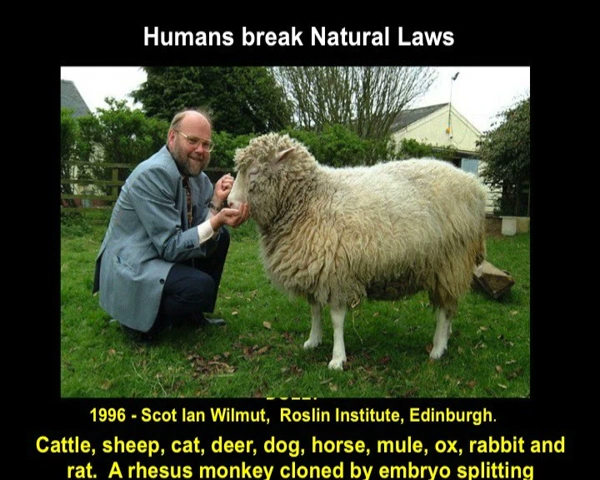 Humans break Natural Laws
1996 - Scot Ian Wilmut, Roslin Institute, Edinburgh.
Cattle, sheep, cat, deer, dog, horse, mule, ox, rabbit and
rat. A rhesus monkey cloned by embryo splitting